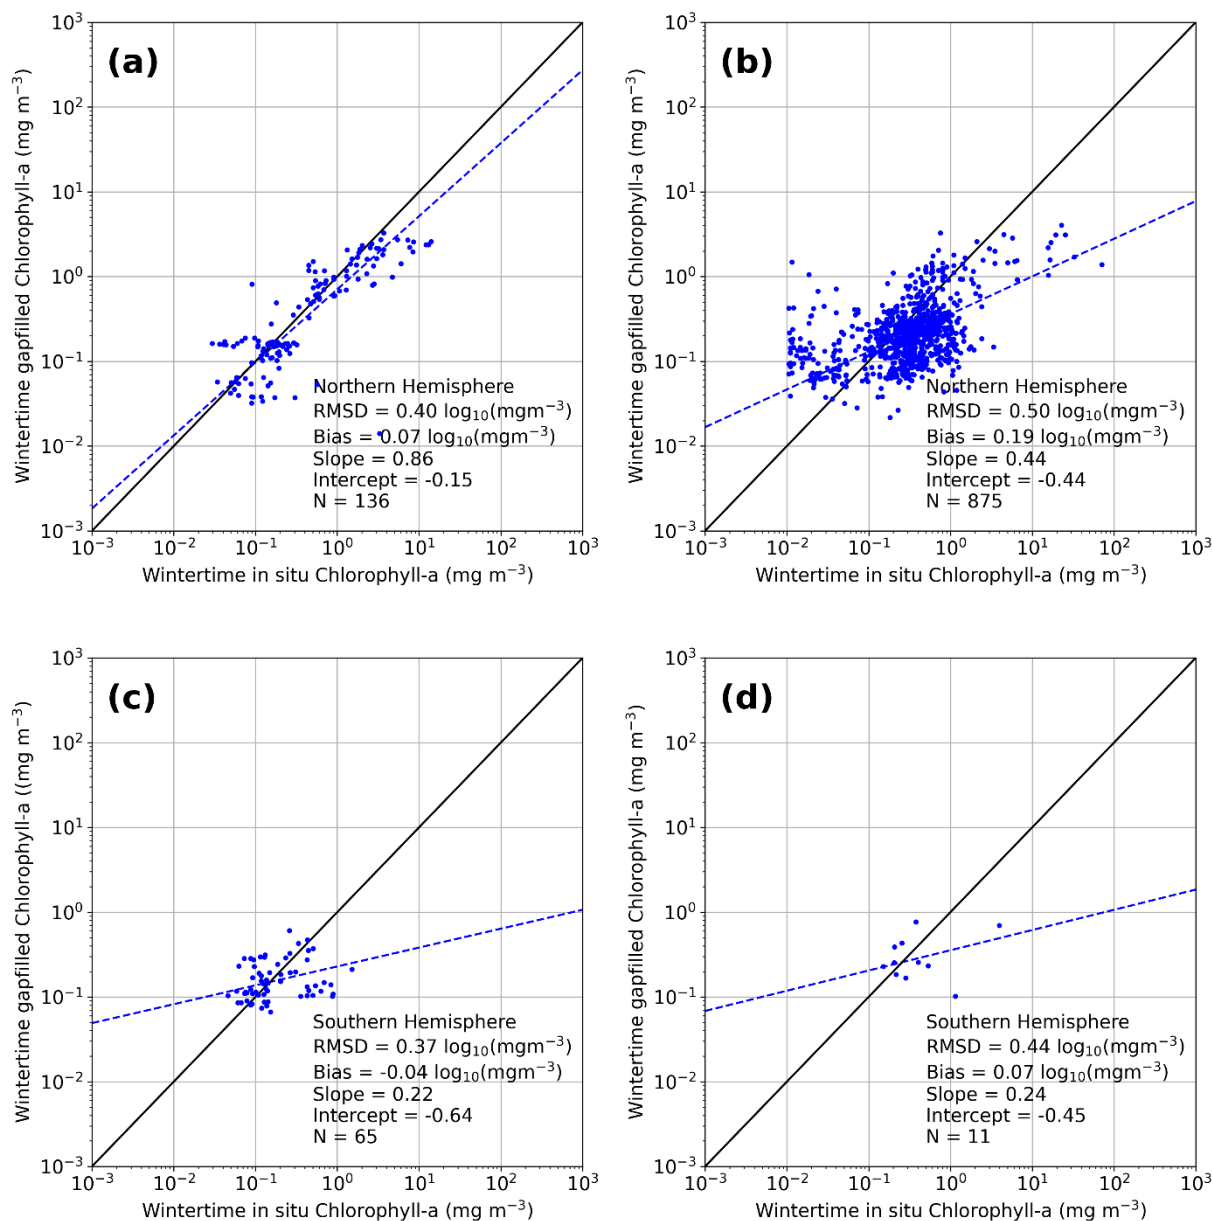 (a)
10³
10²
10¹
10⁰
10⁻¹
10⁻²
10⁻³
Wintertime gapfilled Chlorophyll-a (mg m⁻³)
Northern Hemisphere
RMSD = 0.40 log₁₀(mgm⁻³)
Bias = 0.07 log₁₀(mgm⁻³)
Slope = 0.86
Intercept = -0.15
N = 136
10⁻³ 10⁻² 10⁻¹ 10⁰ 10¹ 10² 10³
Wintertime in situ Chlorophyll-a (mg m⁻³)
(b)
10³
10²
10¹
10⁰
10⁻¹
10⁻²
10⁻³
Wintertime gapfilled Chlorophyll-a (mg m⁻³)
Northern Hemisphere
RMSD = 0.50 log₁₀(mgm⁻³)
Bias = 0.19 log₁₀(mgm⁻³)
Slope = 0.44
Intercept = -0.44
N = 875
10⁻³ 10⁻² 10⁻¹ 10⁰ 10¹ 10² 10³
Wintertime in situ Chlorophyll-a (mg m⁻³)
(c)
10³
10²
10¹
10⁰
10⁻¹
10⁻²
10⁻³
Wintertime gapfilled Chlorophyll-a ((mg m⁻³)
Southern Hemisphere
RMSD = 0.37 log₁₀(mgm⁻³)
Bias = -0.04 log₁₀(mgm⁻³)
Slope = 0.22
Intercept = -0.64
N = 65
10⁻³ 10⁻² 10⁻¹ 10⁰ 10¹ 10² 10³
Wintertime in situ Chlorophyll-a (mg m⁻³)
(d)
10³
10²
10¹
10⁰
10⁻¹
10⁻²
10⁻³
Wintertime gapfilled Chlorophyll-a (mg m⁻³)
Southern Hemisphere
RMSD = 0.44 log₁₀(mgm⁻³)
Bias = 0.07 log₁₀(mgm⁻³)
Slope = 0.24
Intercept = -0.45
N = 11
10⁻³ 10⁻² 10⁻¹ 10⁰ 10¹ 10² 10³
Wintertime in situ Chlorophyll-a (mg m⁻³)